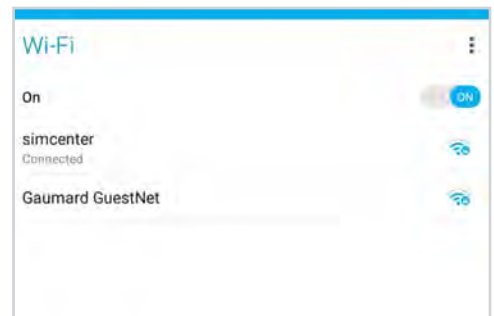 Wi-Fi
On
ON
simcenter
Connected
Gaumard GuestNet